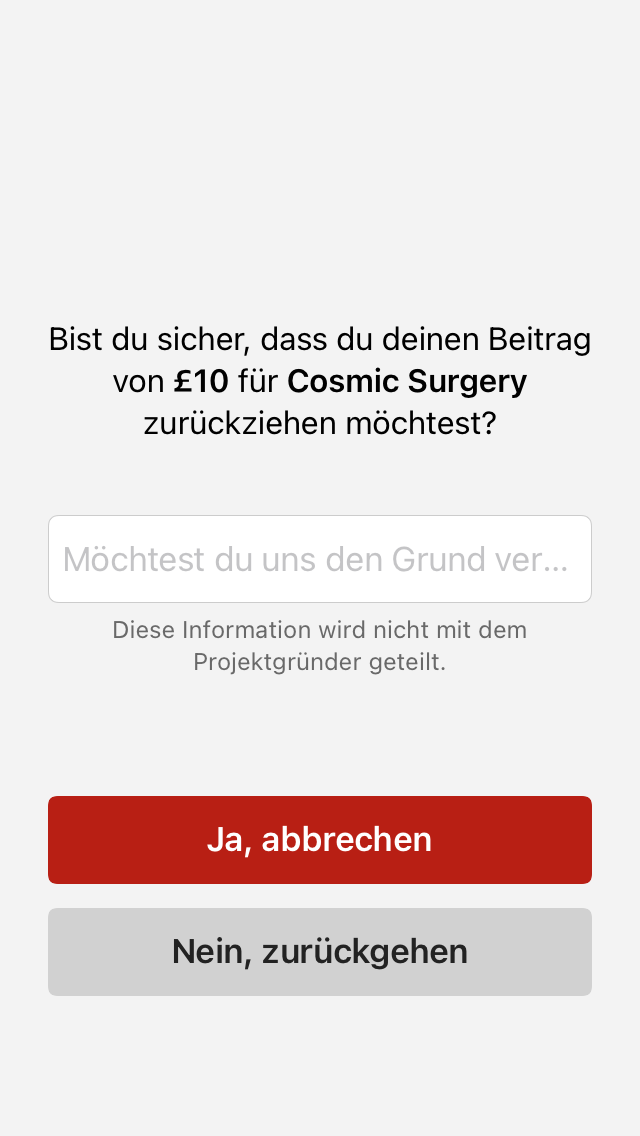 Bist du sicher, dass du deinen Beitrag
von £10 für Cosmic Surgery
zurückziehen möchtest?
Möchtest du uns den Grund ver...
Diese Information wird nicht mit dem
Projektgründer geteilt.
Ja, abbrechen
Nein, zurückgehen